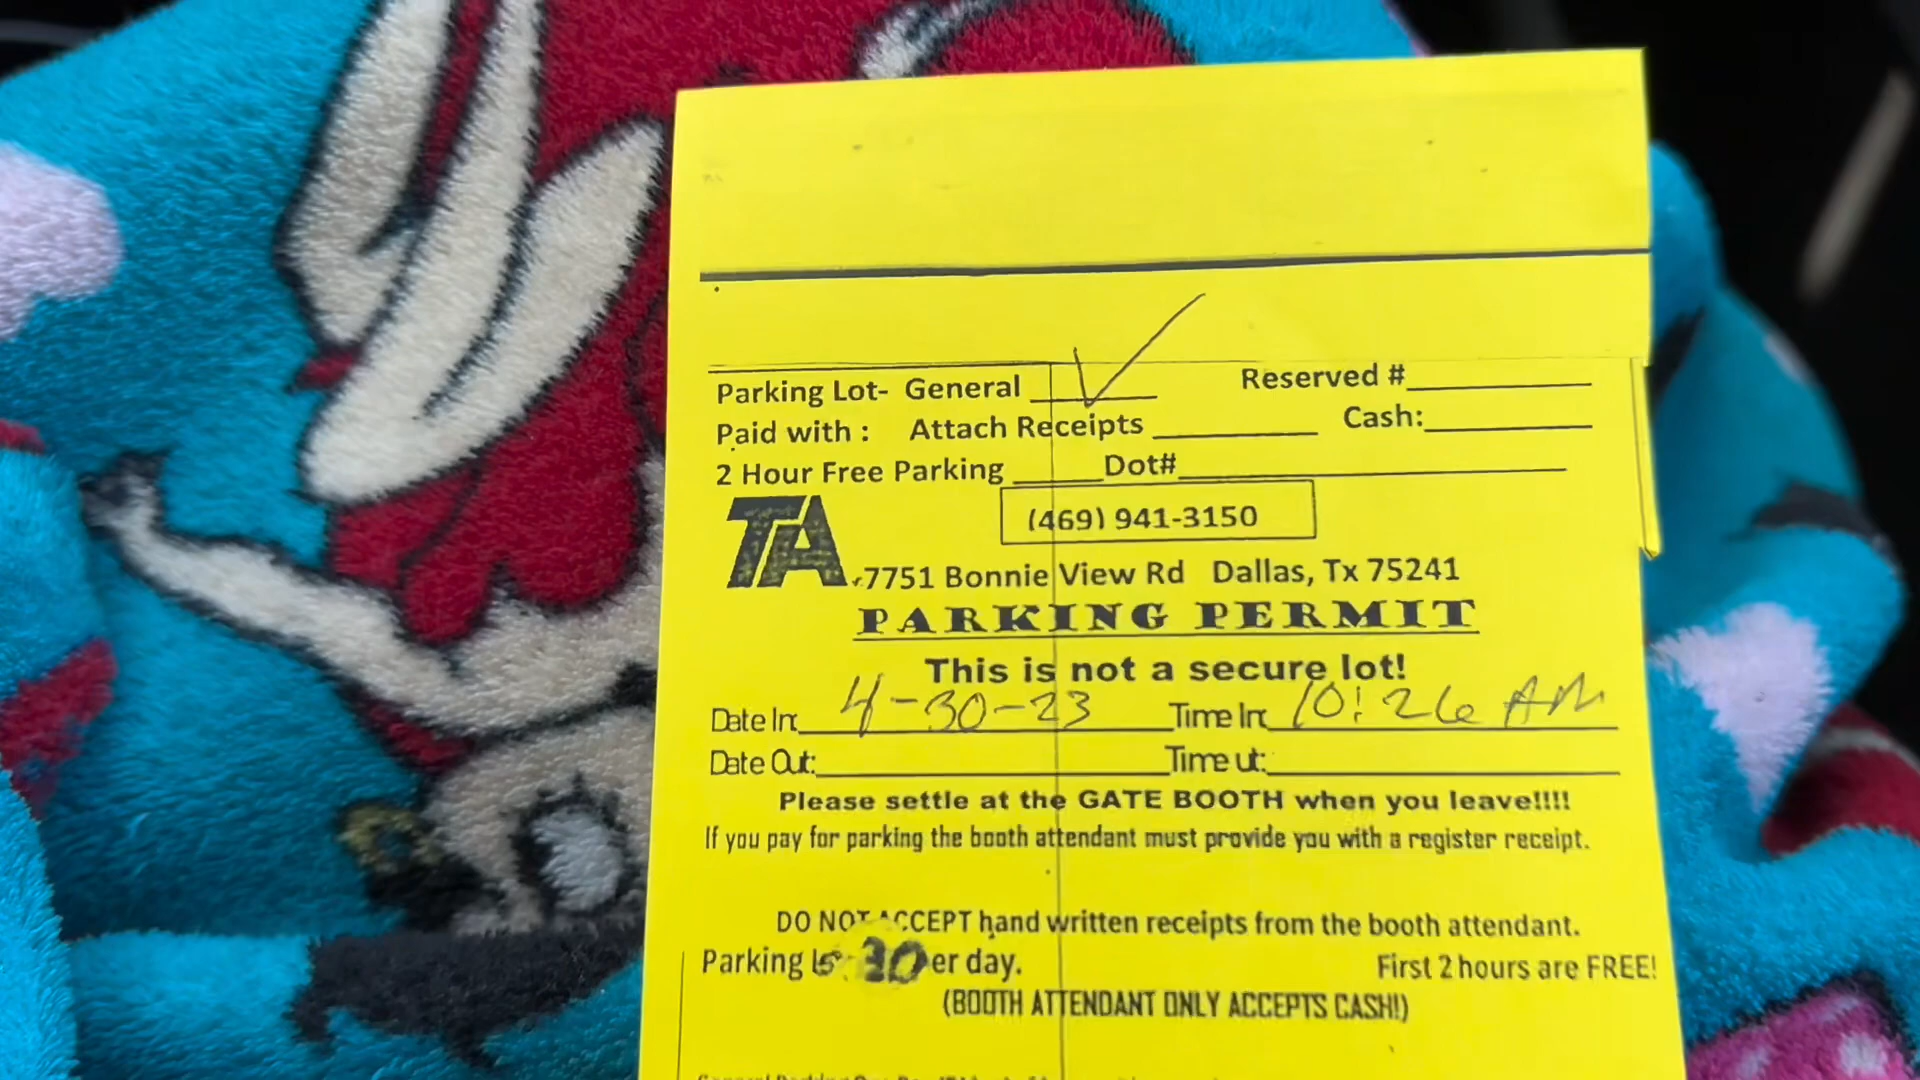 Parking Lot- General ✓ Reserved #
Paid with : Attach Receipts Cash:
2 Hour Free Parking Dot#
TA
(469) 941-3150
7751 Bonnie View Rd Dallas, Tx 75241
PARKING PERMIT
This is not a secure lot!
Date In: 4-30-23 Time In: 10:26 AM
Date Out: Time ut:
Please settle at the GATE BOOTH when you leave!!!!
If you pay for parking the booth attendant must provide you with a register receipt.
DO NOT ACCEPT hand written receipts from the booth attendant.
Parking is 20 er day. First 2 hours are FREE!
(BOOTH ATTENDANT ONLY ACCEPTS CASH!)